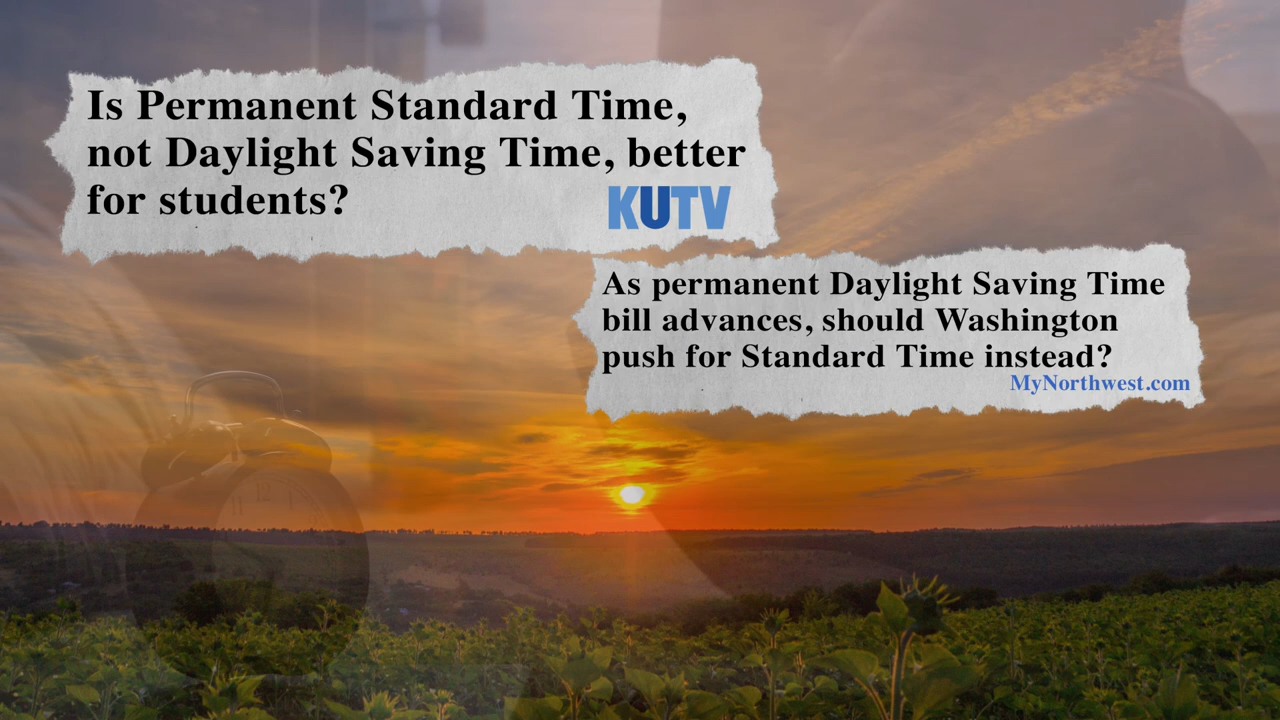 Is Permanent Standard Time,
not Daylight Saving Time, better
for students?
KUTV
As permanent Daylight Saving Time
bill advances, should Washington
push for Standard Time instead?
MyNorthwest.com
12